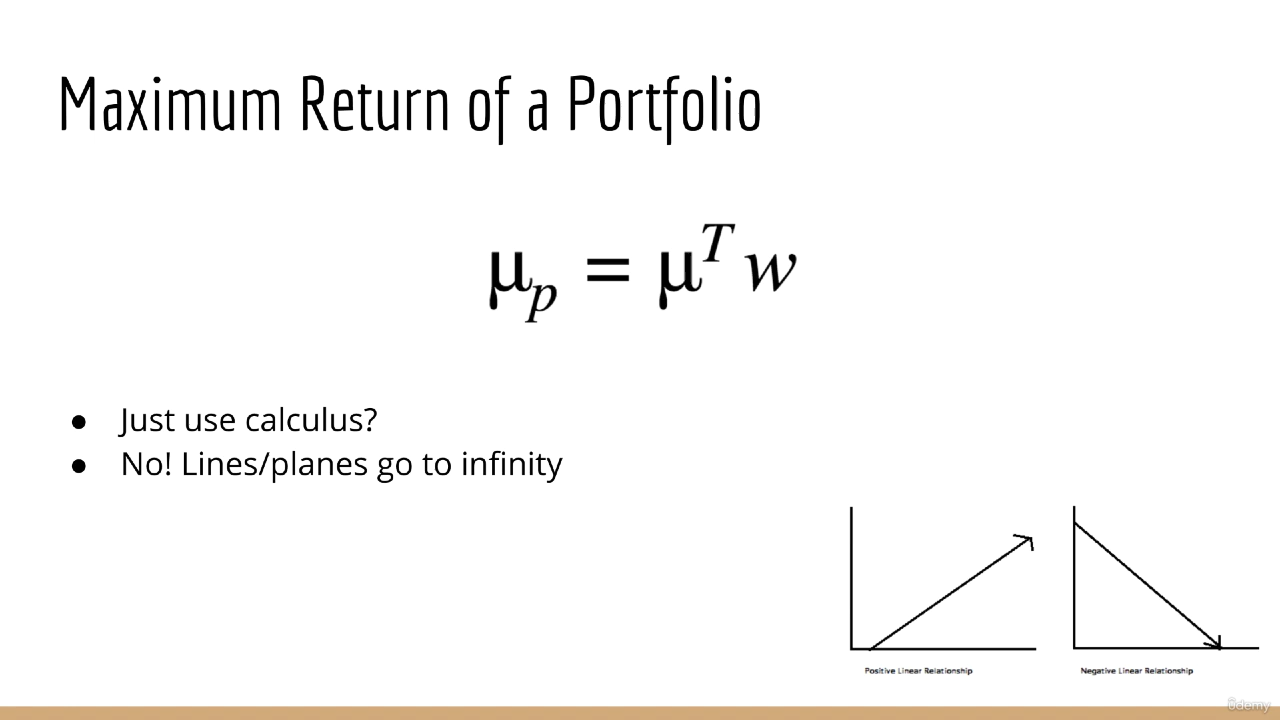 Maximum Return of a Portfolio
μₚ = μᵀw
● Just use calculus?
● No! Lines/planes go to infinity
Positive Linear Relationship
Negative Linear Relationship
ûdemy